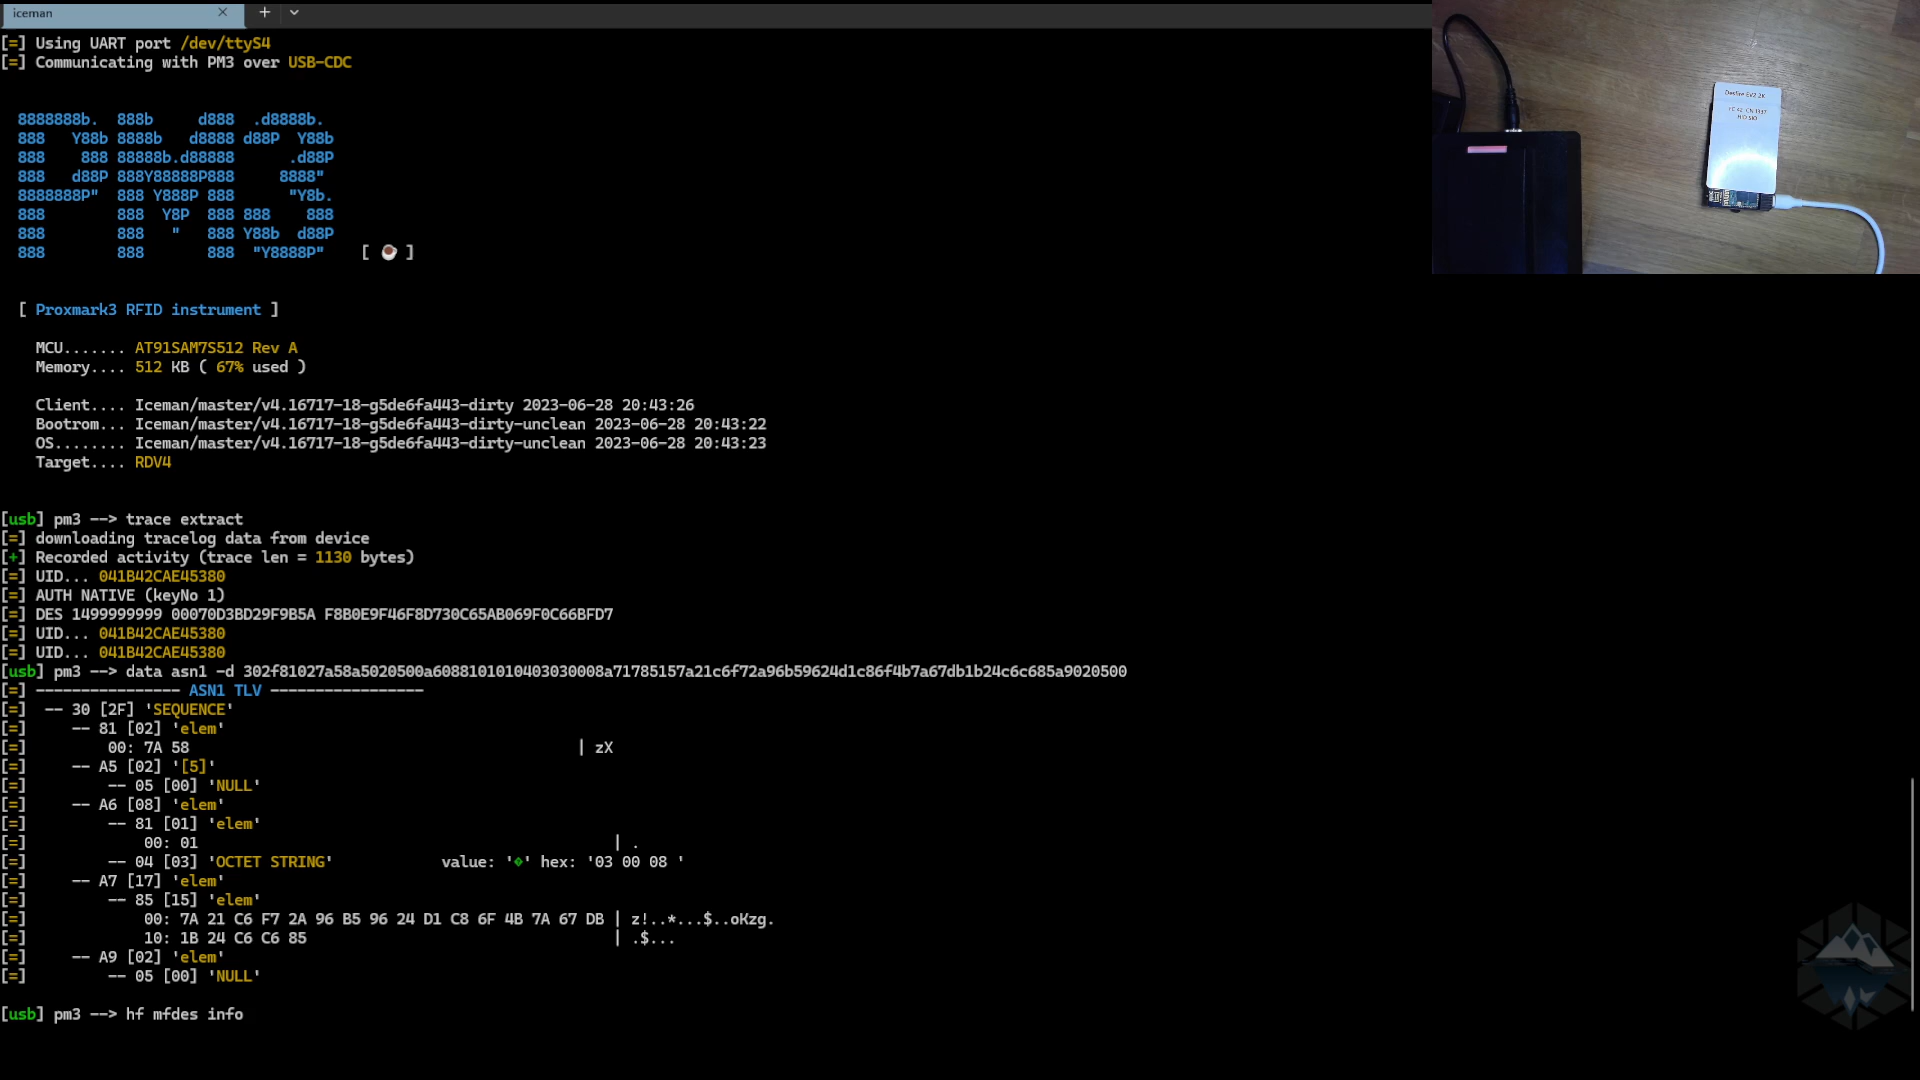 iceman
[=] Using UART port /dev/ttyS4
[=] Communicating with PM3 over USB-CDC
8888888b.  888b     d888  .d8888b.
888   Y88b 8888b   d8888 d88P  Y88b
888    888 88888b.d88888      .d88P
888   d88P 888Y88888P888     8888"
8888888P"  888 Y888P 888      "Y8b.
888        888  Y8P  888 888    888
888        888   "   888 Y88b  d88P
888        888       888  "Y8888P"    [ ☕ ]
[ Proxmark3 RFID instrument ]
MCU....... AT91SAM7S512 Rev A
Memory.... 512 KB ( 67% used )
Client.... Iceman/master/v4.16717-18-g5de6fa443-dirty 2023-06-28 20:43:26
Bootrom... Iceman/master/v4.16717-18-g5de6fa443-dirty-unclean 2023-06-28 20:43:22
OS........ Iceman/master/v4.16717-18-g5de6fa443-dirty-unclean 2023-06-28 20:43:23
Target.... RDV4
[usb] pm3 --> trace extract
[=] downloading tracelog data from device
[+] Recorded activity (trace len = 1130 bytes)
[=] UID... 041B42CAE45380
[=] AUTH NATIVE (keyNo 1)
[=] DES 1499999999 00070D3BD29F9B5A F8B0E9F46F8D730C65AB069F0C66BFD7
[=] UID... 041B42CAE45380
[=] UID... 041B42CAE45380
[usb] pm3 --> data asn1 -d 302f81027a58a5020500a6088101010403030008a71785157a21c6f72a96b59624d1c86f4b7a67db1b24c6c685a9020500
[=] ---------------- ASN1 TLV -----------------
[=]  -- 30 [2F] 'SEQUENCE'
[=]     -- 81 [02] 'elem'
[=]         00: 7A 58 | zX
[=]     -- A5 [02] '[5]'
[=]         -- 05 [00] 'NULL'
[=]     -- A6 [08] 'elem'
[=]         -- 81 [01] 'elem'
[=]             00: 01 | .
[=]         -- 04 [03] 'OCTET STRING' value: '�' hex: '03 00 08 '
[=]     -- A7 [17] 'elem'
[=]         -- 85 [15] 'elem'
[=]             00: 7A 21 C6 F7 2A 96 B5 96 24 D1 C8 6F 4B 7A 67 DB | z!..*...$..oKzg.
[=]             10: 1B 24 C6 C6 85 | .$...
[=]     -- A9 [02] 'elem'
[=]         -- 05 [00] 'NULL'
[usb] pm3 --> hf mfdes info
Desfire EV2 2K
HID SIO